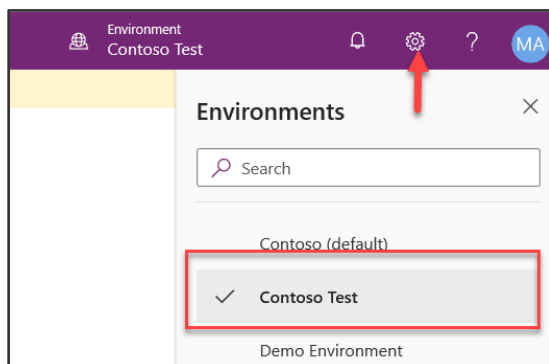 Environment
Contoso Test
?
MA
Environments
Search
Contoso (default)
Contoso Test
Demo Environment